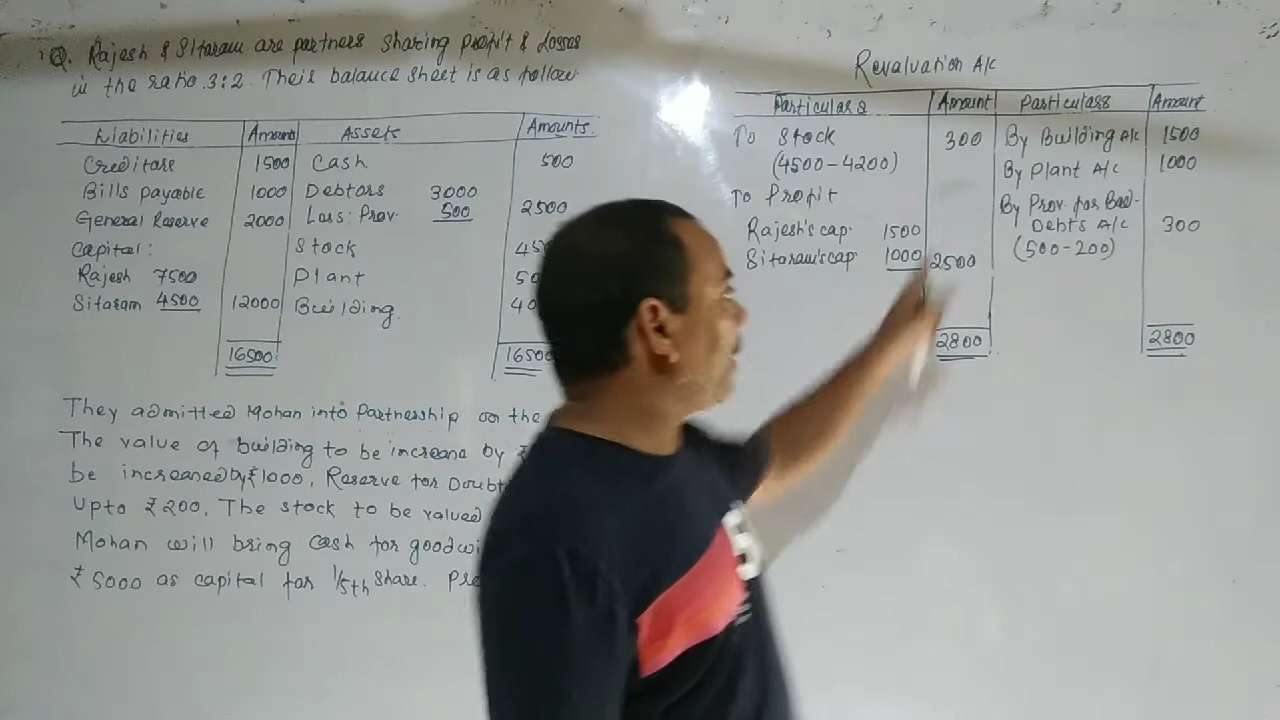 Q. Rajesh & Sitaram are partners sharing profit & Losses
in the ratio 3:2. Their balance sheet is as follow
Liabilities Amount Assets Amounts
Creditors 1500 Cash 500
Bills payable 1000 Debtors 3000
General Reserve 2000 Less: Prov. 500 2500
Capital: Stock
Rajesh 7500 Plant
Sitaram 4500 12000 Building
16500 16500
They admitted Mohan into Partnership on the
The value of building to be increase by ₹
be increased by ₹1000, Reserve for
Upto ₹200, The stock to be valued
Mohan will bring cash for
₹5000 as capital for 1/5th share.
Revaluation A/c
Particulars Amount Particulars Amount
To Stock 300 By Building A/c 1500
(4500-4200) By Plant A/c 1000
To Profit By Prov. for Bad-
Rajesh's cap. 1500 Debts A/c 300
Sitaram's cap 1000 2500 (500-200)
2800 2800